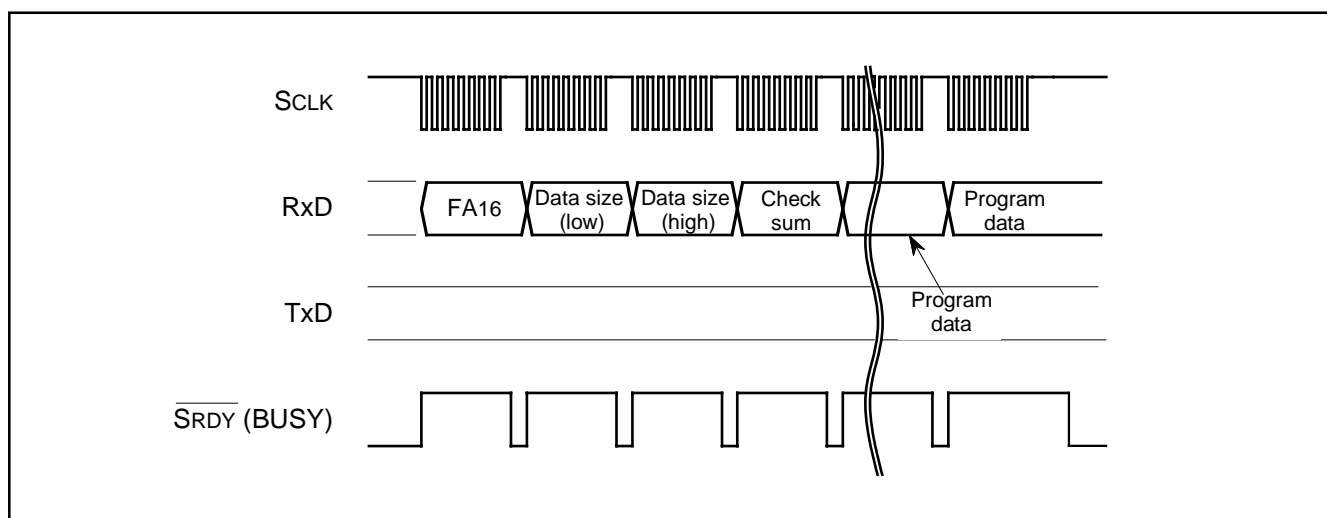 SCLK
RxD
FA16
Data size
(low)
Data size
(high)
Check
sum
Program
data
TxD
Program
data
SRDY (BUSY)